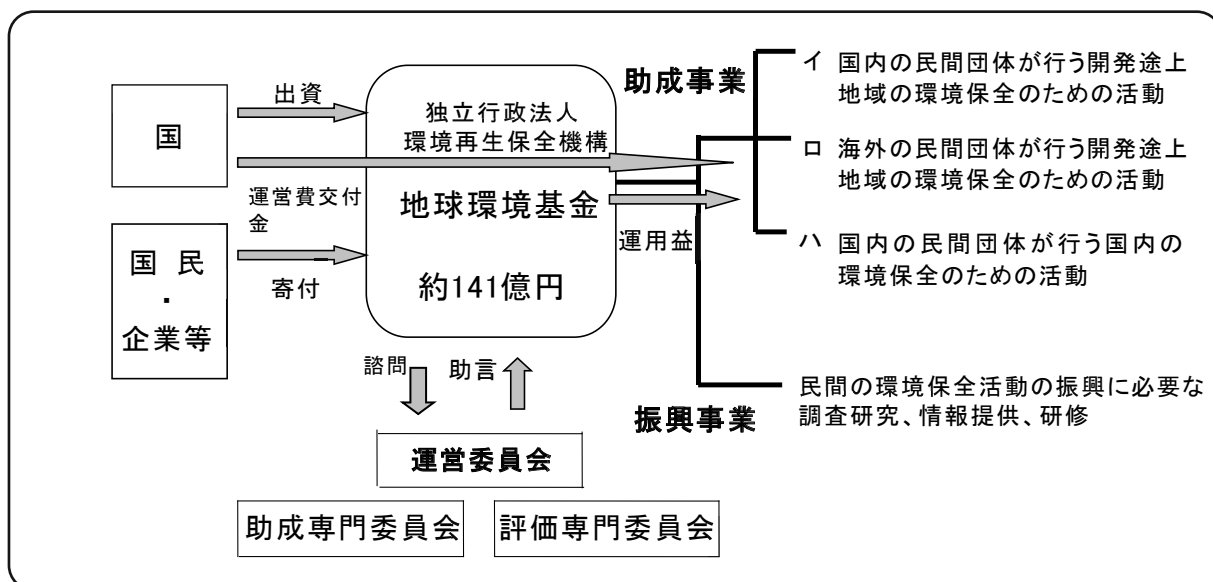 国
国 民
・
企業等
出資
運営費交付
金
寄付
独立行政法人
環境再生保全機構
地球環境基金
約141億円
運用益
諮問
助言
運営委員会
助成専門委員会
評価専門委員会
助成事業
イ 国内の民間団体が行う開発途上
地域の環境保全のための活動
ロ 海外の民間団体が行う開発途上
地域の環境保全のための活動
ハ 国内の民間団体が行う国内の
環境保全のための活動
振興事業
民間の環境保全活動の振興に必要な
調査研究、情報提供、研修